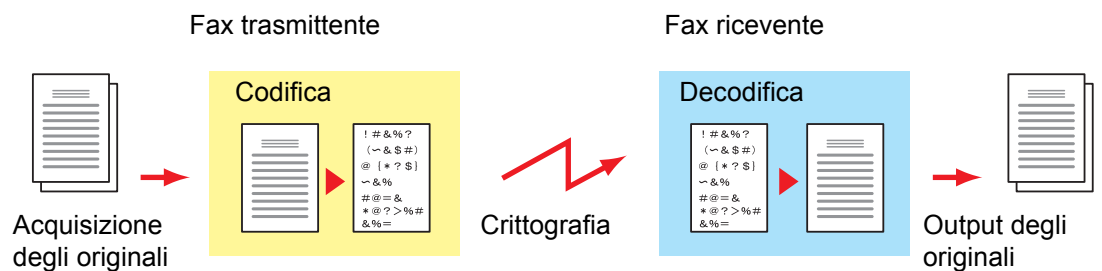 Fax trasmittente
Fax ricevente
Codifica
! # & % ?
( ∽ & $ # )
@ { * ? $ }
∽ & %
# @ = &
* @ ? > % #
& % =
Decodifica
! # & % ?
( ∽ & $ # )
@ { * ? $ }
∽ & %
# @ = &
* @ ? > % #
& % =
Acquisizione
degli originali
Crittografia
Output degli
originali